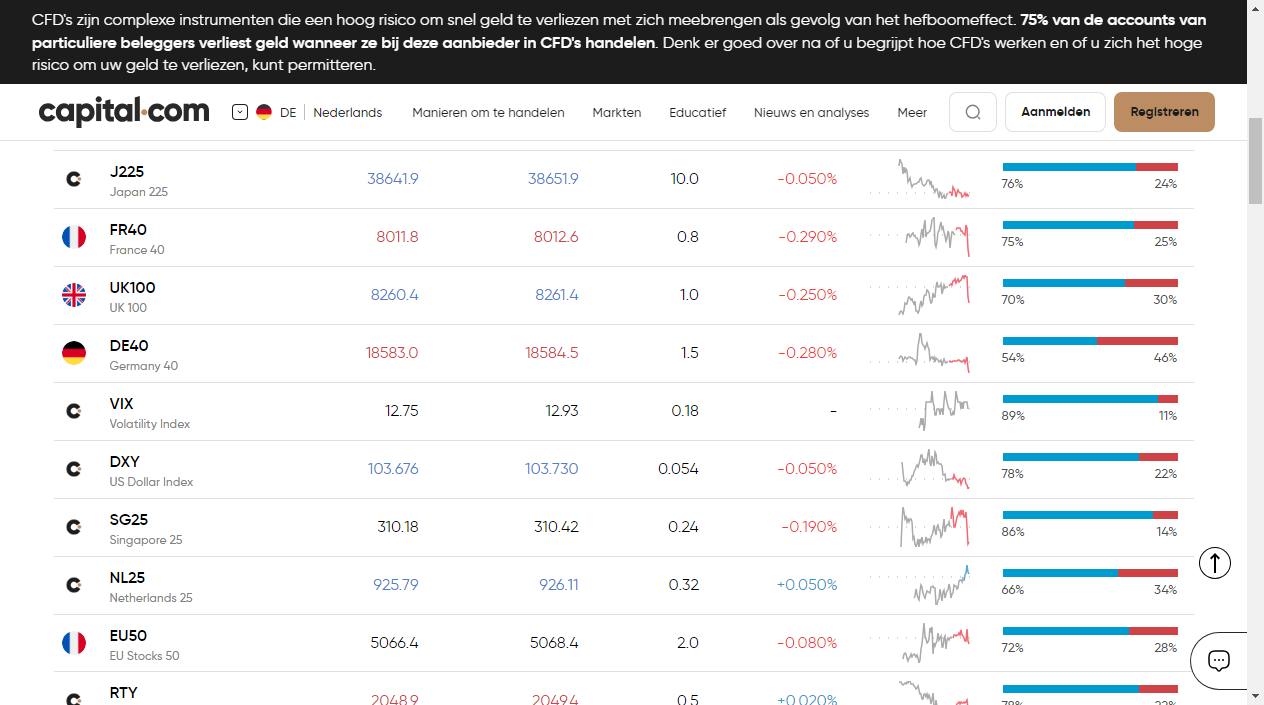 CFD's zijn complexe instrumenten die een hoog risico om snel geld te verliezen met zich meebrengen als gevolg van het hefboomeffect. 75% van de accounts van
particuliere beleggers verliest geld wanneer ze bij deze aanbieder in CFD's handelen. Denk er goed over na of u begrijpt hoe CFD's werken en of u zich het hoge
risico om uw geld te verliezen, kunt permitteren.
capital.com DE Nederlands Manieren om te handelen Markten Educatief Nieuws en analyses Meer Aanmelden Registreren
J225 38641.9 38651.9 10.0 -0.050%
Japan 225 76% 24%
FR40 8011.8 8012.6 0.8 -0.290%
France 40 75% 25%
UK100 8260.4 8261.4 1.0 -0.250%
UK 100 70% 30%
DE40 18583.0 18584.5 1.5 -0.280%
Germany 40 54% 46%
VIX 12.75 12.93 0.18 -
Volatility Index 89% 11%
DXY 103.676 103.730 0.054 -0.050%
US Dollar Index 78% 22%
SG25 310.18 310.42 0.24 -0.190%
Singapore 25 86% 14%
NL25 925.79 926.11 0.32 +0.050%
Netherlands 25 66% 34%
EU50 5066.4 5068.4 2.0 -0.080%
EU Stocks 50 72% 28%
RTY 2048.9 2049.4 0.5 +0.020%